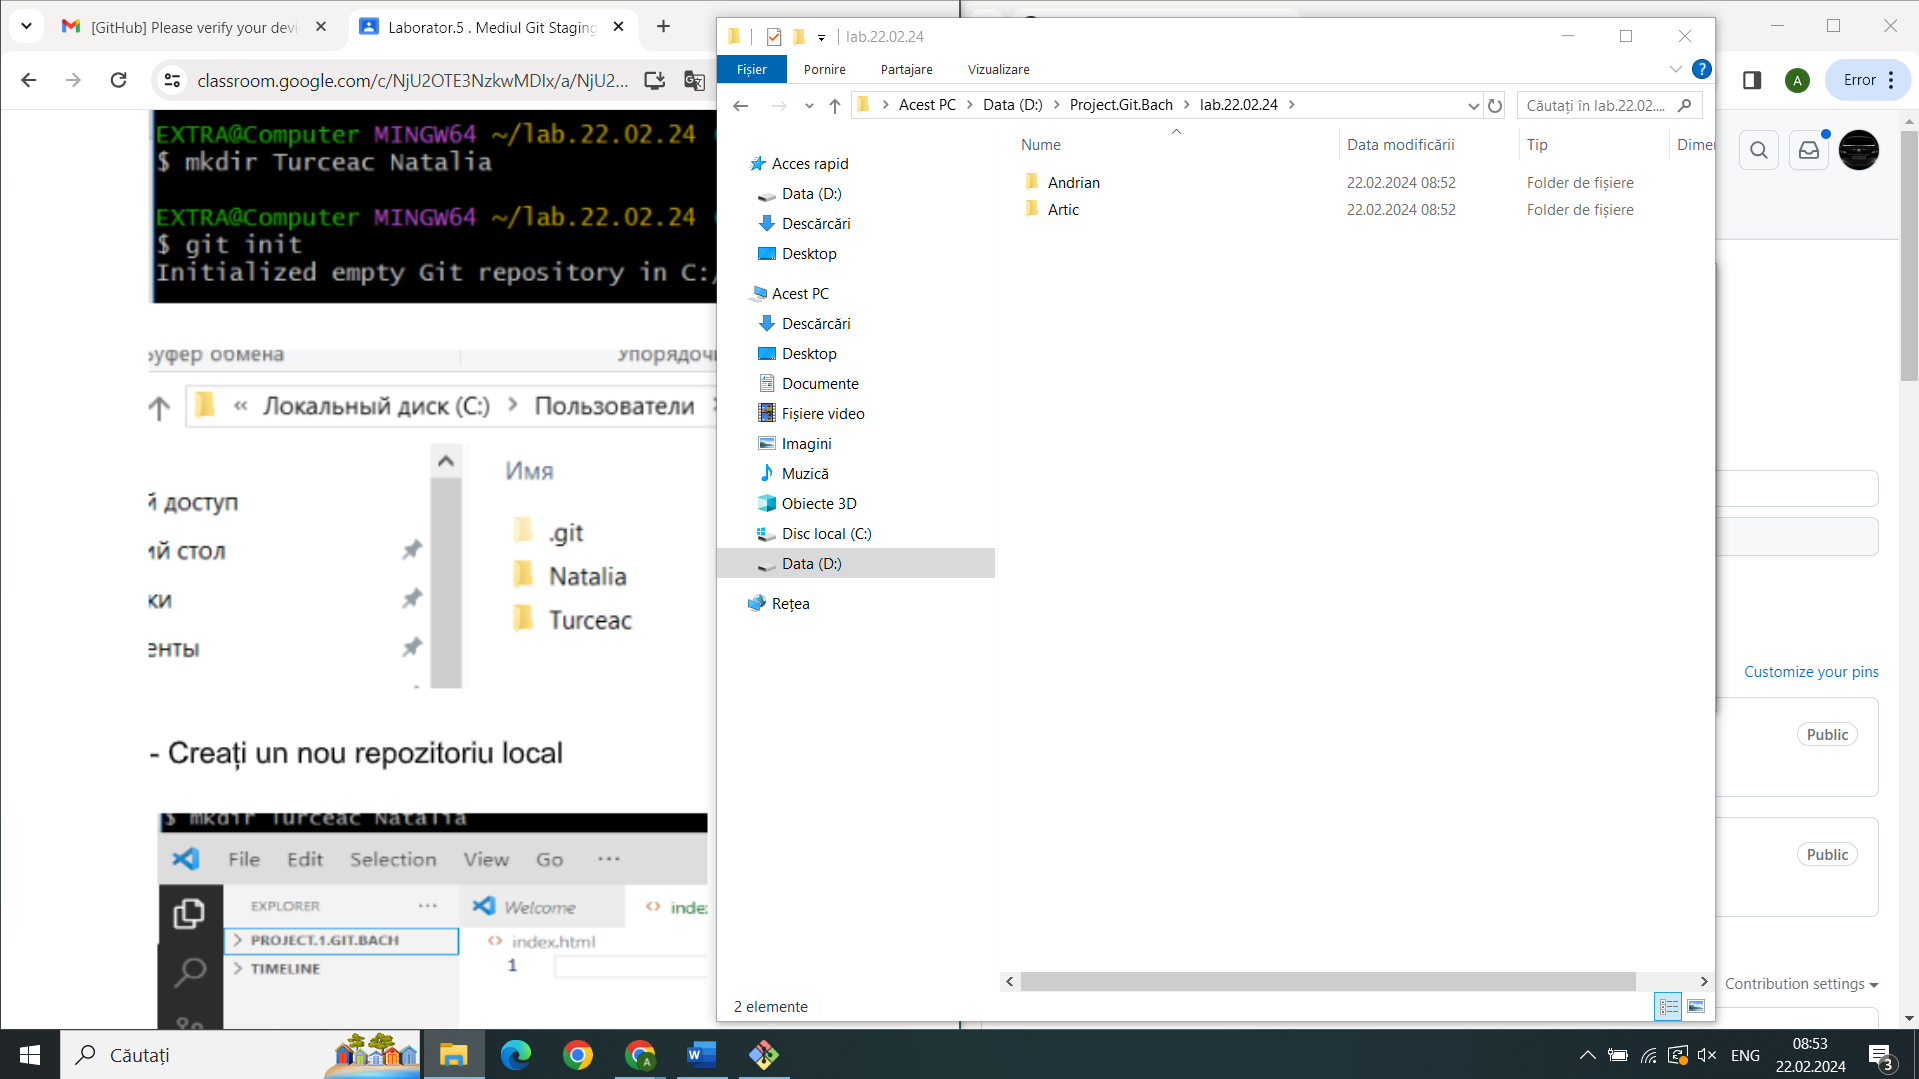 [GitHub] Please verify your devi
Laborator.5 . Mediul Git Staging
classroom.google.com/c/NjU2OTE3NzkwMDIx/a/NjU2...
EXTRA@Computer MINGW64 ~/lab.22.02.24
$ mkdir Turceac Natalia
EXTRA@Computer MINGW64 ~/lab.22.02.24
$ git init
Initialized empty Git repository in C:/
Буфер обмена
Упорядочи
« Локальный диск (C:) > Пользователи
Имя
й доступ
ий стол
ки
енты
.git
Natalia
Turceac
- Creați un nou repozitoriu local
$ mkdir Turceac Natalia
File Edit Selection View Go ...
EXPLORER ...
Welcome
index
> PROJECT.1.GIT.BACH
<> index.html
> TIMELINE
1
lab.22.02.24
Fișier Pornire Partajare Vizualizare
Acest PC > Data (D:) > Project.Git.Bach > lab.22.02.24 >
Căutați în lab.22.02....
Acces rapid
Data (D:)
Descărcări
Desktop
Acest PC
Descărcări
Desktop
Documente
Fișiere video
Imagini
Muzică
Obiecte 3D
Disc local (C:)
Data (D:)
Rețea
Nume Data modificării Tip Dimen
Andrian 22.02.2024 08:52 Folder de fișiere
Artic 22.02.2024 08:52 Folder de fișiere
2 elemente
A
Error
Customize your pins
Public
Public
Contribution settings
Căutați
ENG
08:53
22.02.2024
3